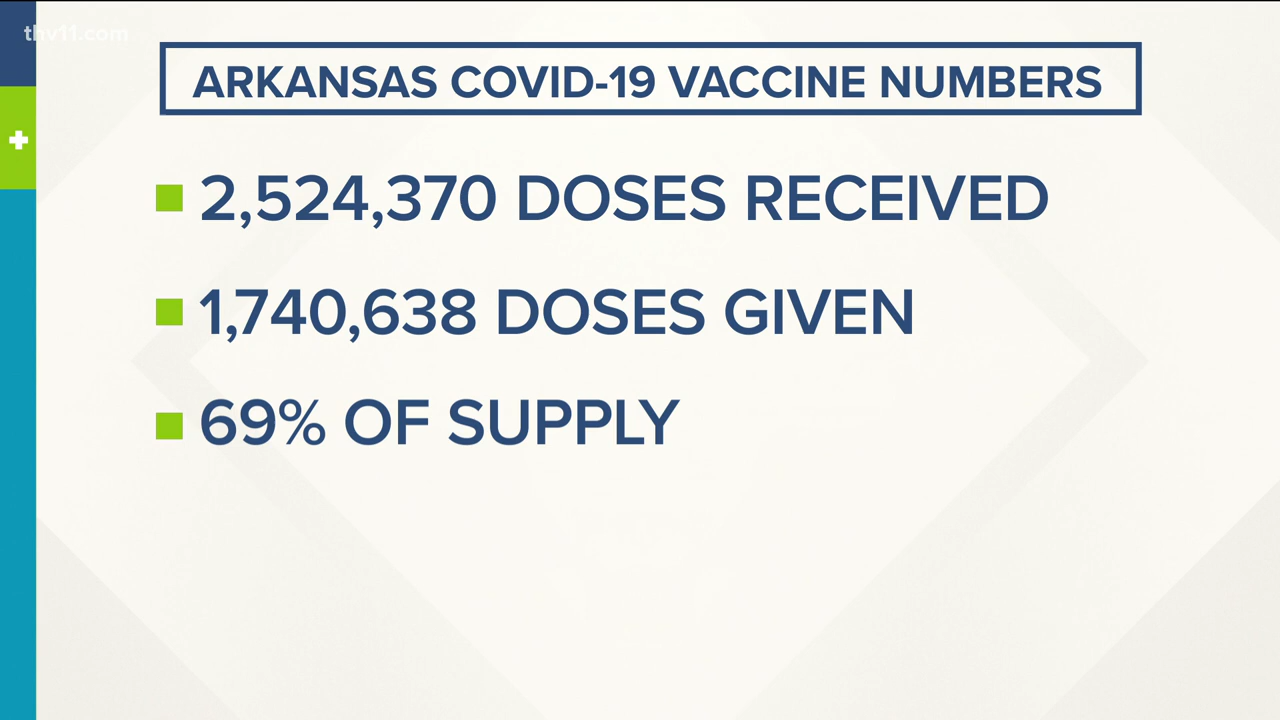 thv11.com
ARKANSAS COVID-19 VACCINE NUMBERS
2,524,370 DOSES RECEIVED
1,740,638 DOSES GIVEN
69% OF SUPPLY